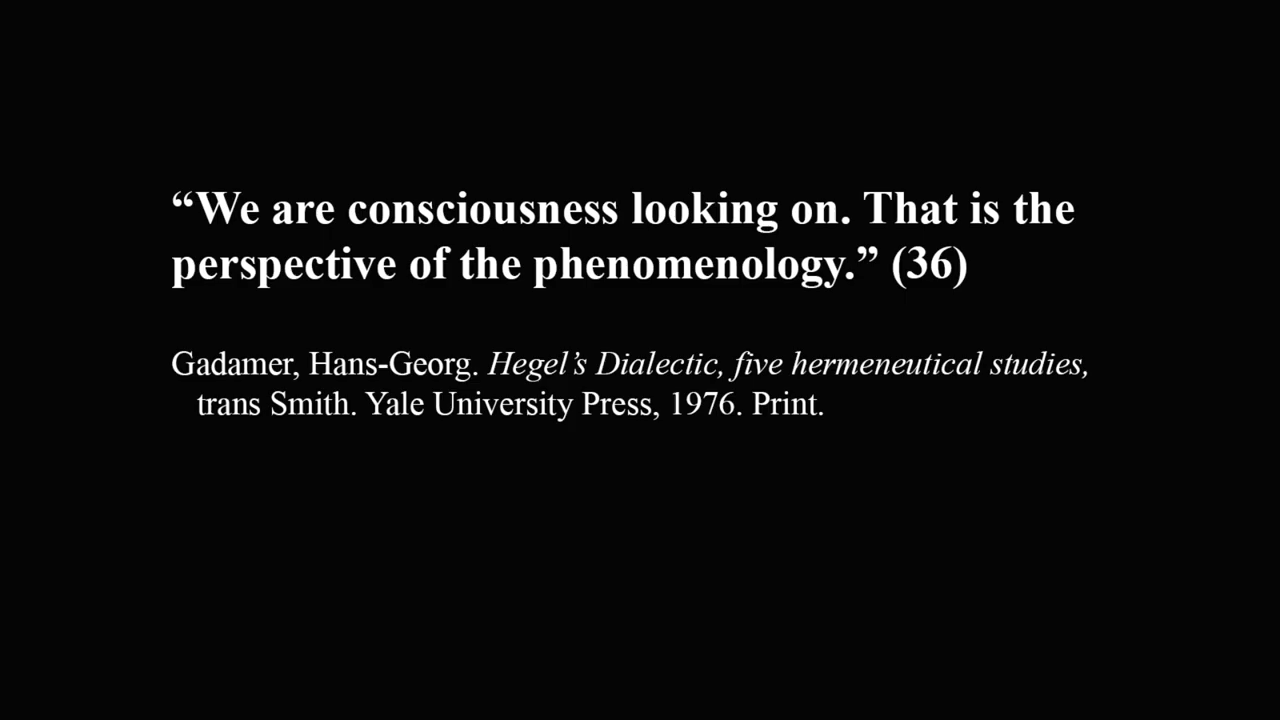 “We are consciousness looking on. That is the
perspective of the phenomenology.” (36)
Gadamer, Hans-Georg. Hegel’s Dialectic, five hermeneutical studies,
trans Smith. Yale University Press, 1976. Print.